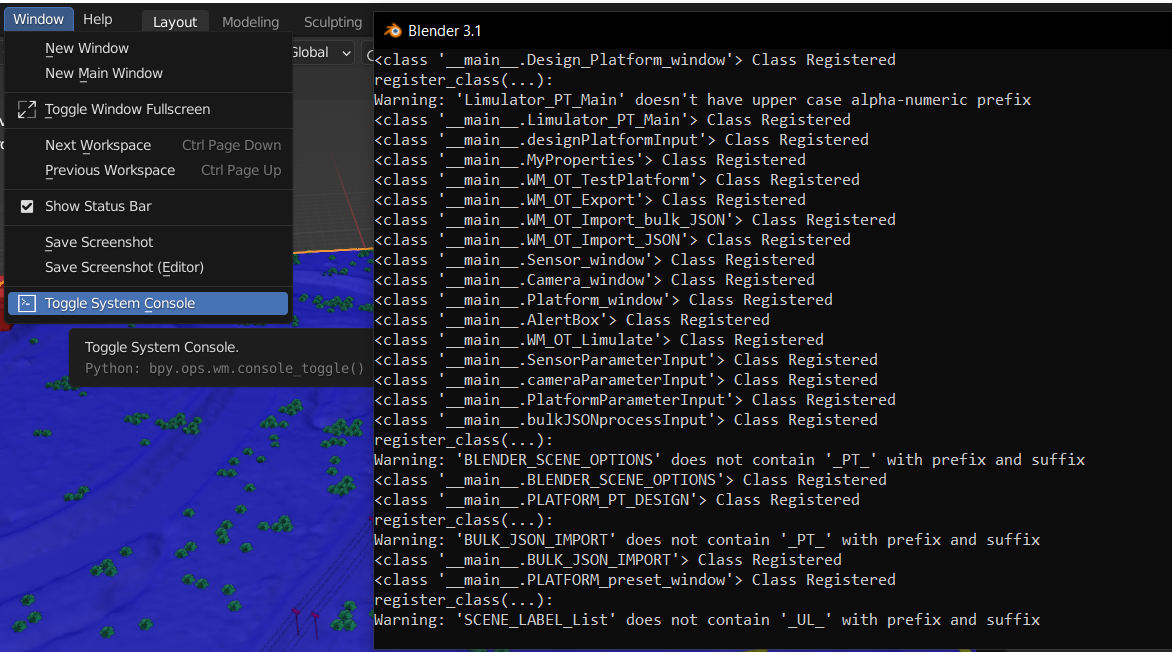 Window Help Layout Modeling Sculpting
New Window
New Main Window
Global
Toggle Window Fullscreen
Next Workspace Ctrl Page Down
Previous Workspace Ctrl Page Up
Show Status Bar
Save Screenshot
Save Screenshot (Editor)
Toggle System Console
Toggle System Console.
Python: bpy.ops.wm.console_toggle()
Blender 3.1
<class '__main__.Design_Platform_window'> Class Registered
register_class(...):
Warning: 'Limulator_PT_Main' doesn't have upper case alpha-numeric prefix
<class '__main__.Limulator_PT_Main'> Class Registered
<class '__main__.designPlatformInput'> Class Registered
<class '__main__.MyProperties'> Class Registered
<class '__main__.WM_OT_TestPlatform'> Class Registered
<class '__main__.WM_OT_Export'> Class Registered
<class '__main__.WM_OT_Import_bulk_JSON'> Class Registered
<class '__main__.WM_OT_Import_JSON'> Class Registered
<class '__main__.Sensor_window'> Class Registered
<class '__main__.Camera_window'> Class Registered
<class '__main__.Platform_window'> Class Registered
<class '__main__.AlertBox'> Class Registered
<class '__main__.WM_OT_Limulate'> Class Registered
<class '__main__.SensorParameterInput'> Class Registered
<class '__main__.cameraParameterInput'> Class Registered
<class '__main__.PlatformParameterInput'> Class Registered
<class '__main__.bulkJSONprocessInput'> Class Registered
register_class(...):
Warning: 'BLENDER_SCENE_OPTIONS' does not contain '_PT_' with prefix and suffix
<class '__main__.BLENDER_SCENE_OPTIONS'> Class Registered
<class '__main__.PLATFORM_PT_DESIGN'> Class Registered
register_class(...):
Warning: 'BULK_JSON_IMPORT' does not contain '_PT_' with prefix and suffix
<class '__main__.BULK_JSON_IMPORT'> Class Registered
<class '__main__.PLATFORM_preset_window'> Class Registered
register_class(...):
Warning: 'SCENE_LABEL_List' does not contain '_UL_' with prefix and suffix